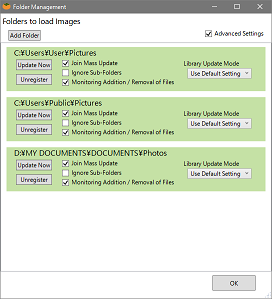 Folder Management
Folders to load Images
Add Folder
Advanced Settings
C:¥Users¥User¥Pictures
Update Now
Join Mass Update
Library Update Mode
Ignore Sub-Folders
Use Default Setting
Unregister
Monitoring Addition / Removal of Files
C:¥Users¥Public¥Pictures
Update Now
Join Mass Update
Library Update Mode
Ignore Sub-Folders
Use Default Setting
Unregister
Monitoring Addition / Removal of Files
D:¥MY DOCUMENTS¥DOCUMENTS¥Photos
Update Now
Join Mass Update
Library Update Mode
Ignore Sub-Folders
Use Default Setting
Unregister
Monitoring Addition / Removal of Files
OK